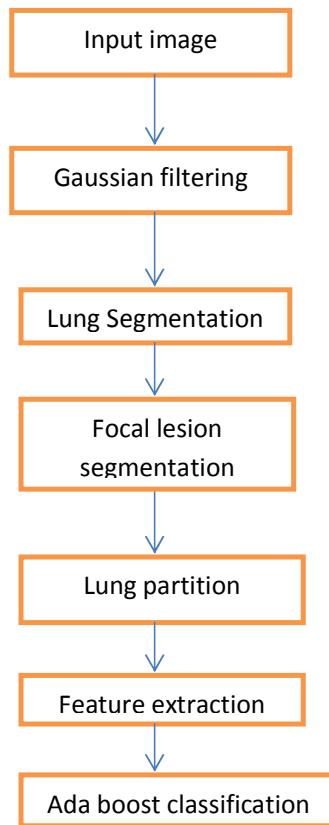 Input image
Gaussian filtering
Lung Segmentation
Focal lesion
segmentation
Lung partition
Feature extraction
Ada boost classification